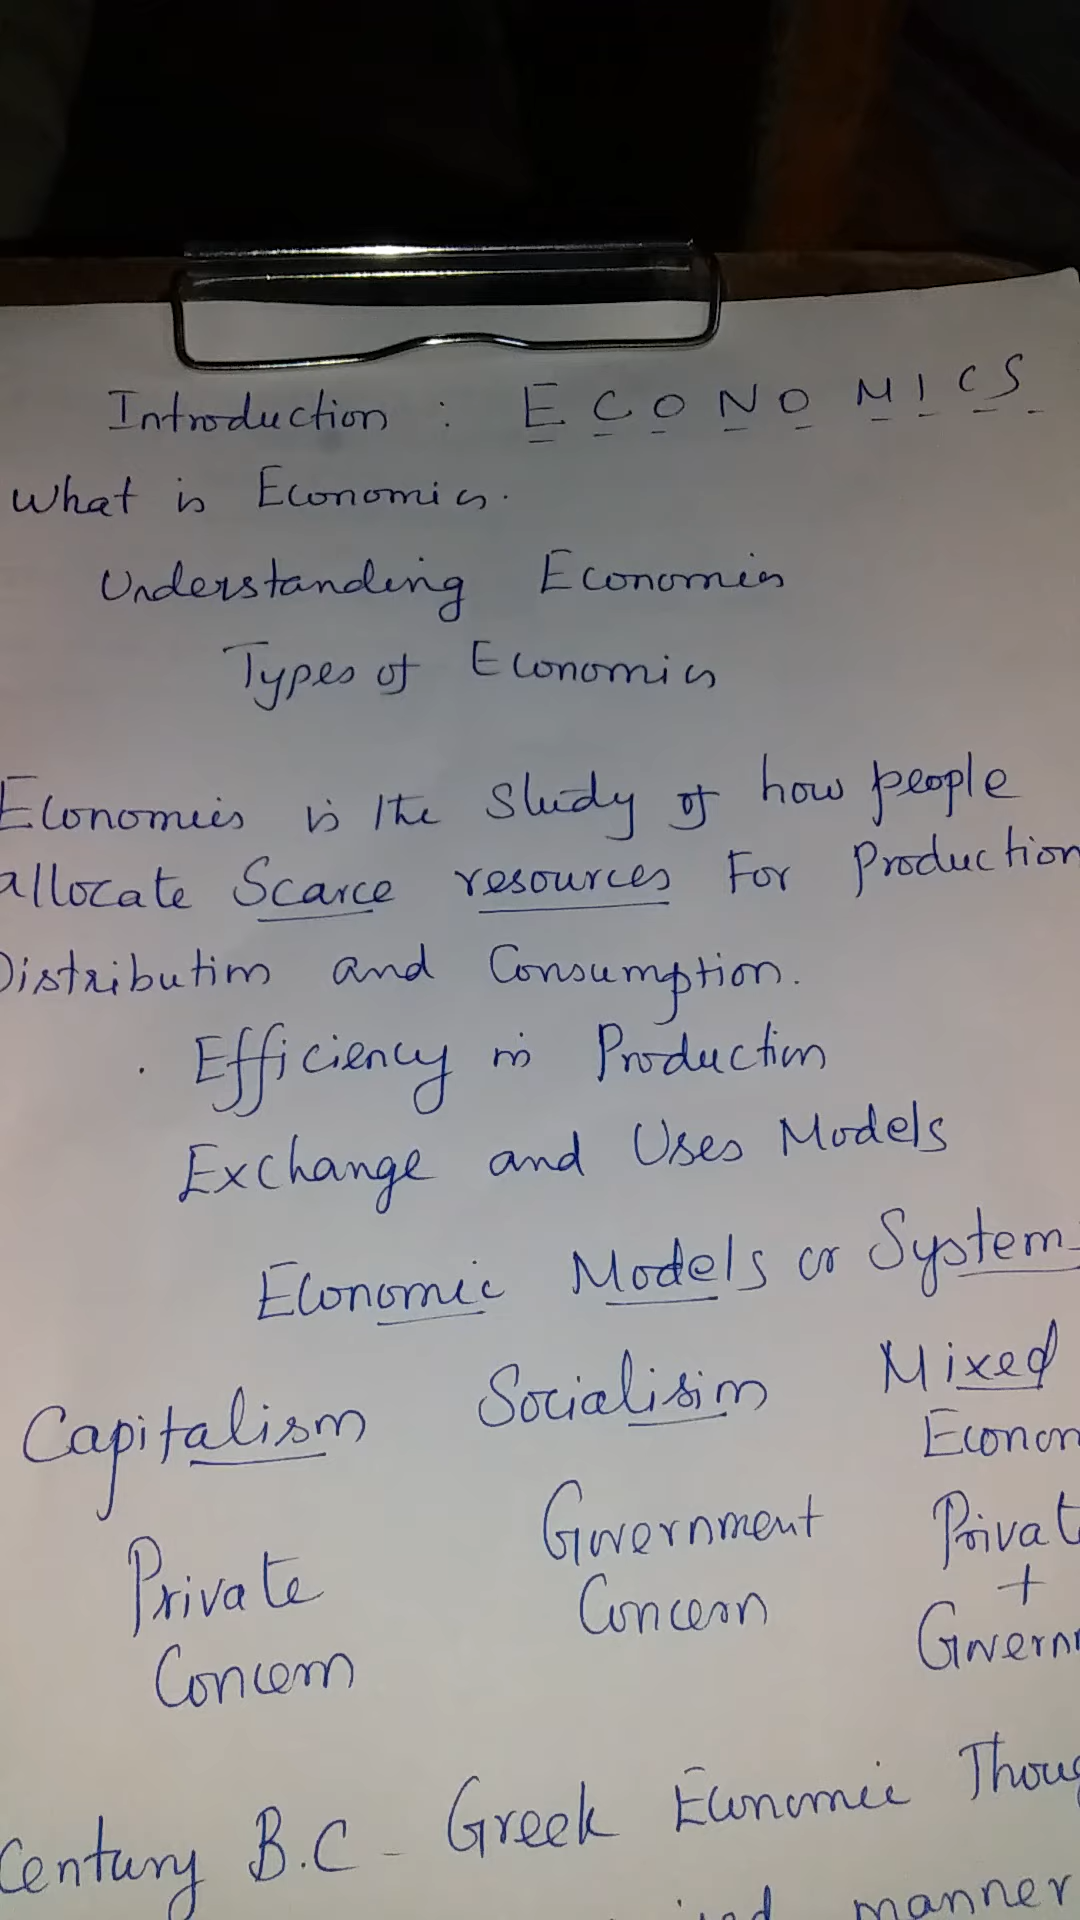 Introduction : ECONOMICS
What is Economics.
Understanding Economics
Types of Economics
Economics is the Study of how people
allocate Scarce resources For Production
Distribution and Consumption.
. Efficiency in Production
Exchange and Uses Models
Economic Models or System
Capitalism Socialisim Mixed
Econom
Private Government Privat
Concern Concern +
Governm
Century B.C - Greek Economic Thoug
manner